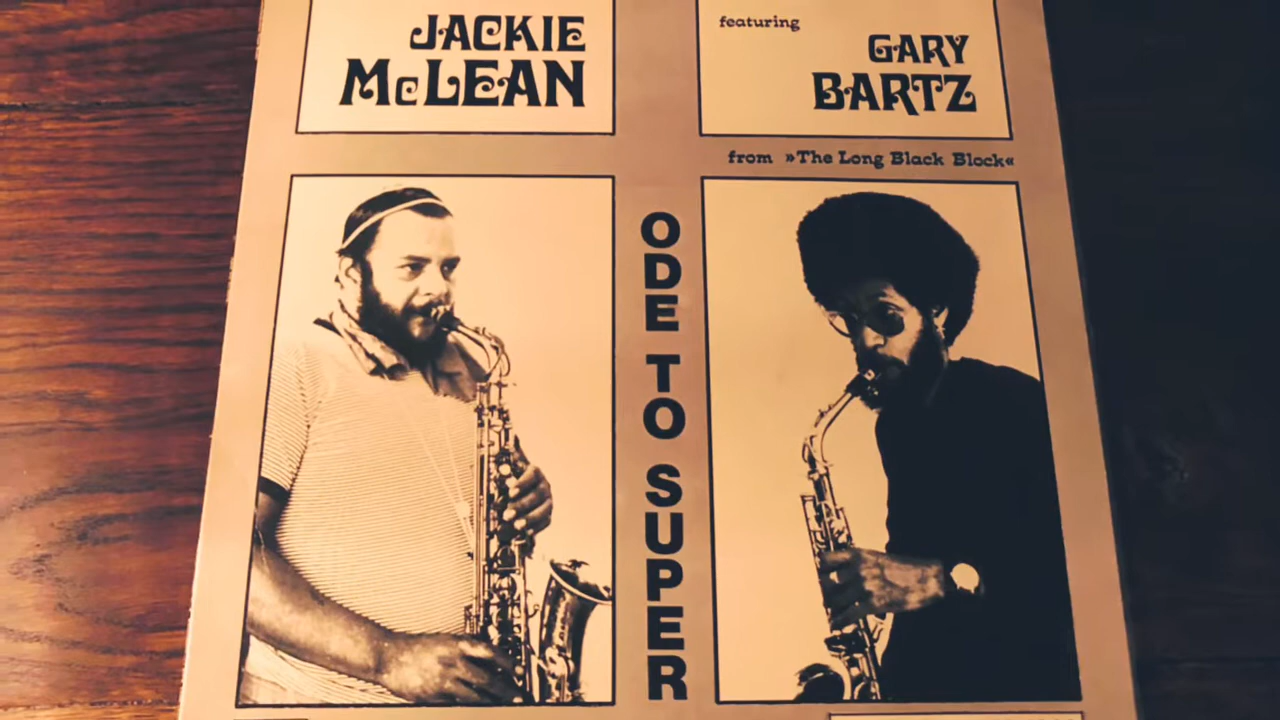 JACKIE
McLEAN
featuring
GARY
BARTZ
from »The Long Black Block«
ODE TO SUPER